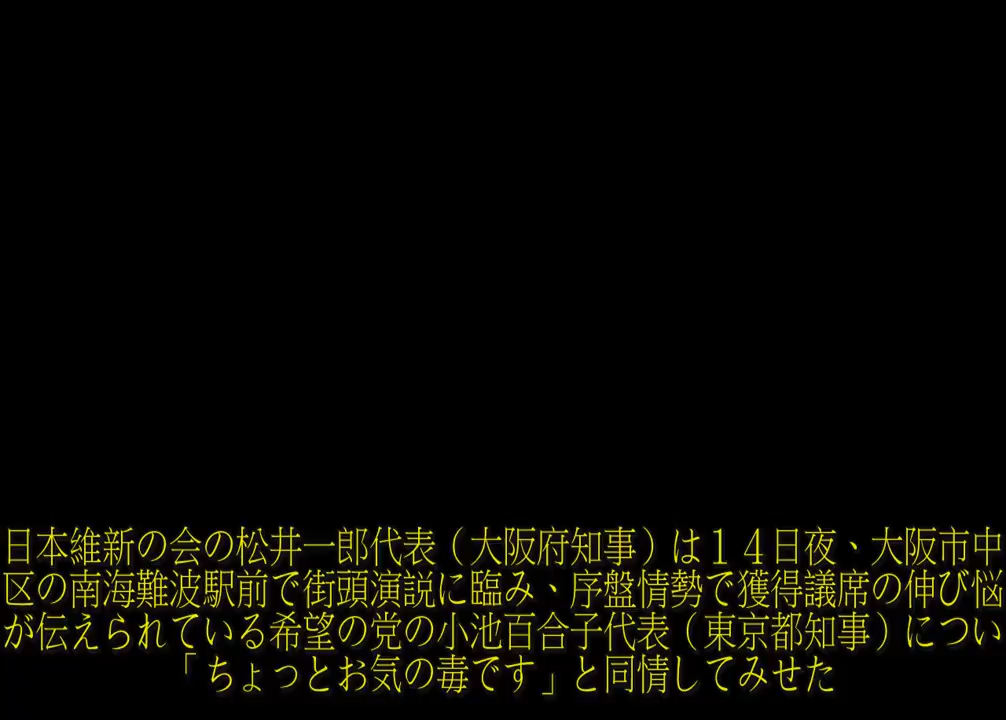 日本維新の会の松井一郎代表（大阪府知事）は１４日夜、大阪市中
区の南海難波駅前で街頭演説に臨み、序盤情勢で獲得議席の伸び悩
が伝えられている希望の党の小池百合子代表（東京都知事）につい
「ちょっとお気の毒です」と同情してみせた